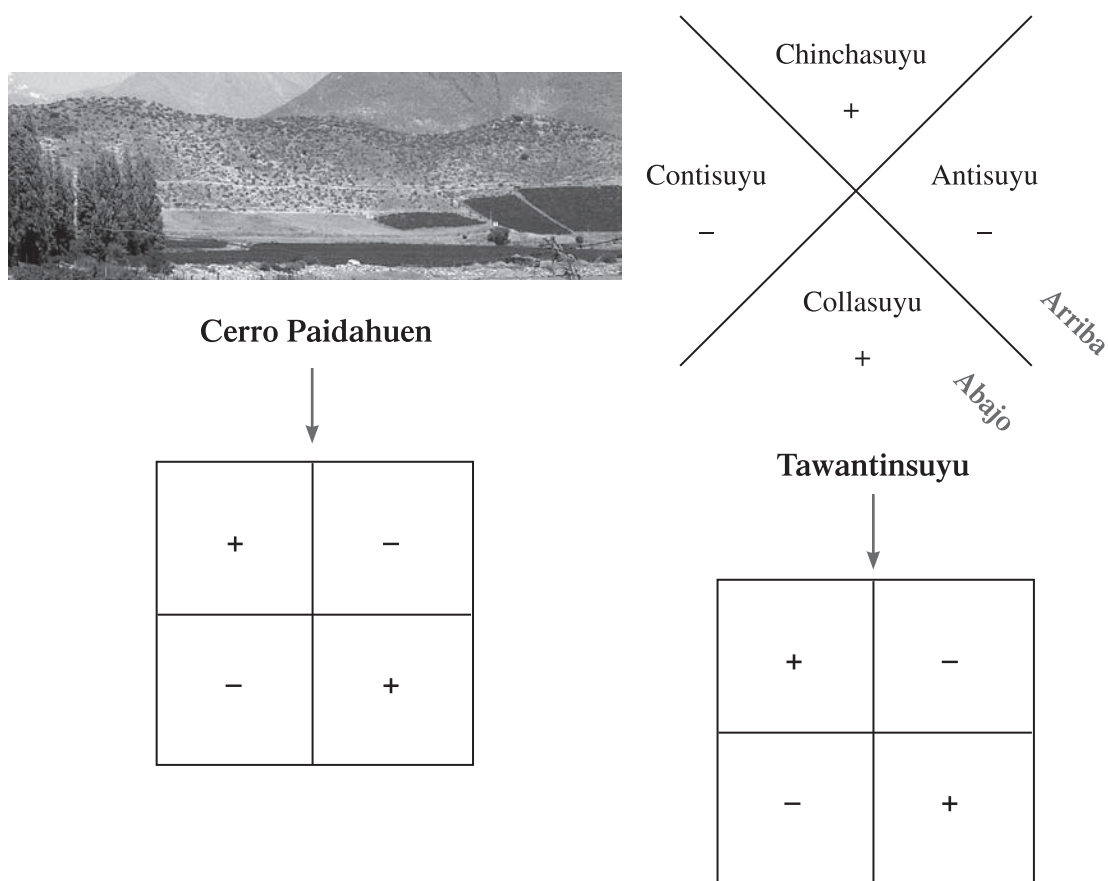 Chinchasuyu
+
Contisuyu
Antisuyu
–
–
Collasuyu
+
Arriba
Abajo
Cerro Paidahuen
Tawantinsuyu
+
–
–
+
+
–
–
+